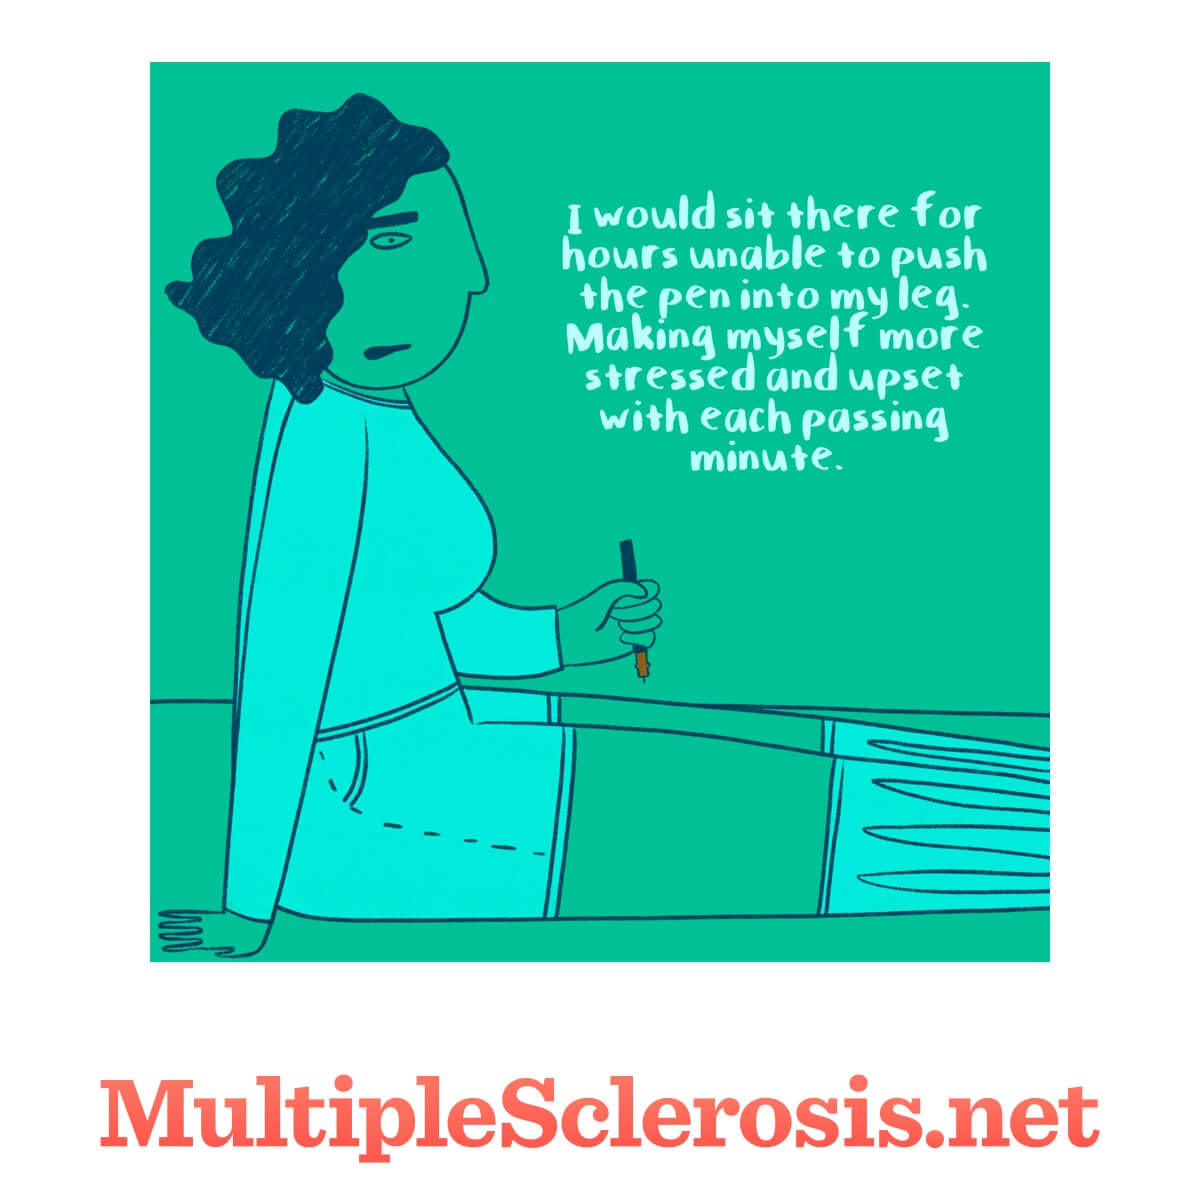 I would sit there for
hours unable to push
the pen into my leg.
Making myself more
stressed and upset
with each passing
minute.
MultipleSclerosis.net